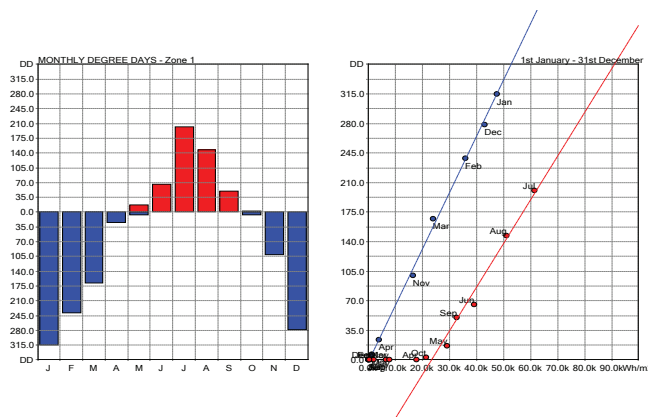 MONTHLY DEGREE DAYS - Zone 1
DD
315.0
280.0
245.0
210.0
175.0
140.0
105.0
70.0
35.0
0.0
35.0
70.0
105.0
140.0
175.0
210.0
245.0
280.0
315.0
DD
J F M A M J J A S O N D
1st January - 31st December
DD
315.0
280.0
245.0
210.0
175.0
140.0
105.0
70.0
35.0
0.0
Jan
Dec
Feb
Mar
Nov
Apr
Jul
Aug
Jun
Sep
May
Oct
Apr
0.0k 10.0k 20.0k 30.0k 40.0k 50.0k 60.0k 70.0k 80.0k 90.0k kWh/m